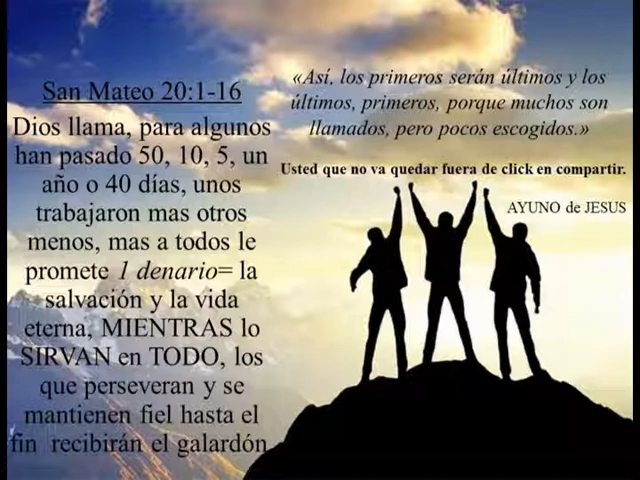 San Mateo 20:1-16
Dios llama, para algunos
han pasado 50, 10, 5, un
año o 40 días, unos
trabajaron mas otros
menos, mas a todos le
promete 1 denario= la
salvación y la vida
eterna, MIENTRAS lo
SIRVAN en TODO, los
que perseveran y se
mantienen fiel hasta el
fin recibirán el galardón
«Así, los primeros serán últimos y los
últimos, primeros, porque muchos son
llamados, pero pocos escogidos.»
Usted que no va quedar fuera de click en compartir.
AYUNO de JESUS